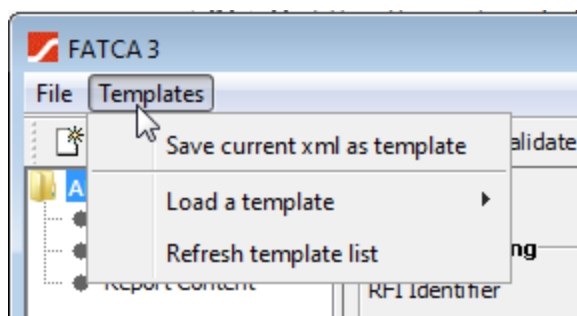 FATCA 3
File Templates
Save current xml as template
alidate
A
Load a template
Refresh template list
ng
Report Content
RFI Identifier